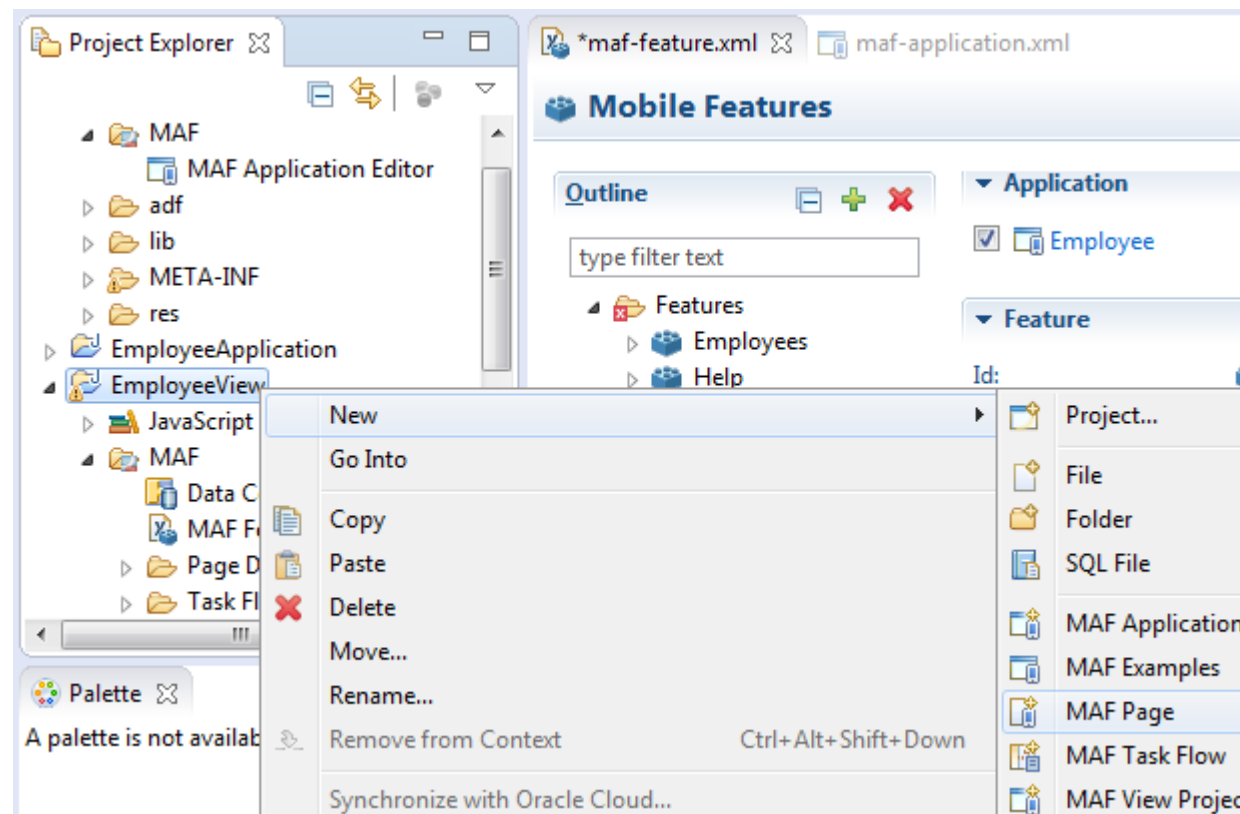 Project Explorer
*maf-feature.xml
maf-application.xml
Mobile Features
MAF
MAF Application Editor
adf
lib
META-INF
res
EmployeeApplication
EmployeeView
JavaScript
MAF
Data C
MAF Fe
Page D
Task Fl
Palette
A palette is not availab
Outline
type filter text
Features
Employees
Help
Application
Employee
Feature
Id:
New
Go Into
Copy
Paste
Delete
Move...
Rename...
Remove from Context Ctrl+Alt+Shift+Down
Synchronize with Oracle Cloud...
Project...
File
Folder
SQL File
MAF Application
MAF Examples
MAF Page
MAF Task Flow
MAF View Projec